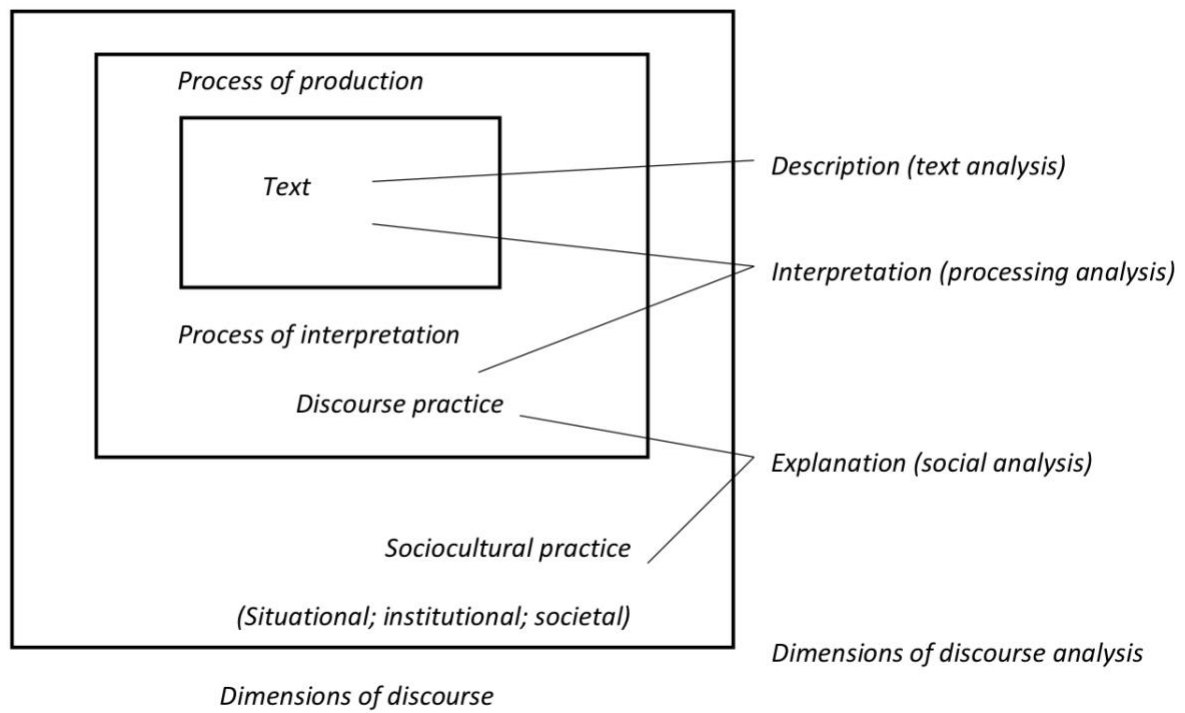 Process of production
Text
Description (text analysis)
Interpretation (processing analysis)
Process of interpretation
Discourse practice
Explanation (social analysis)
Sociocultural practice
(Situational; institutional; societal)
Dimensions of discourse analysis
Dimensions of discourse